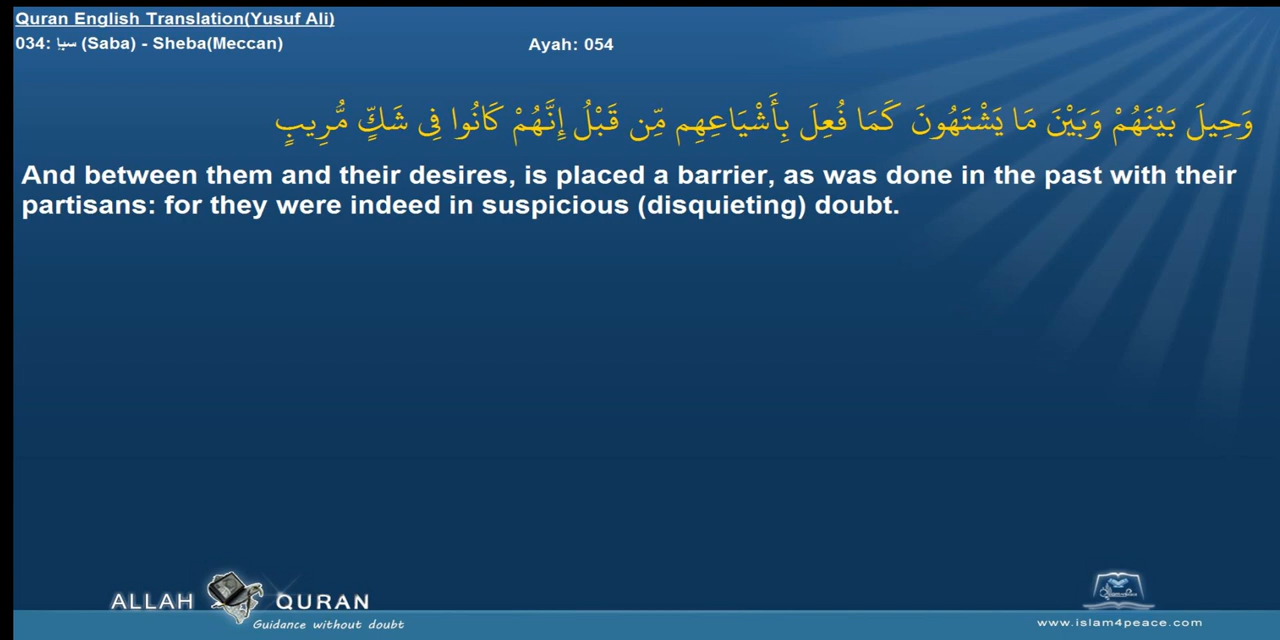 Quran English Translation(Yusuf Ali)
034: سبإ (Saba) - Sheba(Meccan) Ayah: 054
وَحِيلَ بَيْنَهُمْ وَبَيْنَ مَا يَشْتَهُونَ كَمَا فُعِلَ بِأَشْيَاعِهِم مِّن قَبْلُ إِنَّهُمْ كَانُوا فِى شَكٍّ مُّرِيبٍ
And between them and their desires, is placed a barrier, as was done in the past with their
partisans: for they were indeed in suspicious (disquieting) doubt.
ALLAH QURAN
Guidance without doubt
www.islam4peace.com